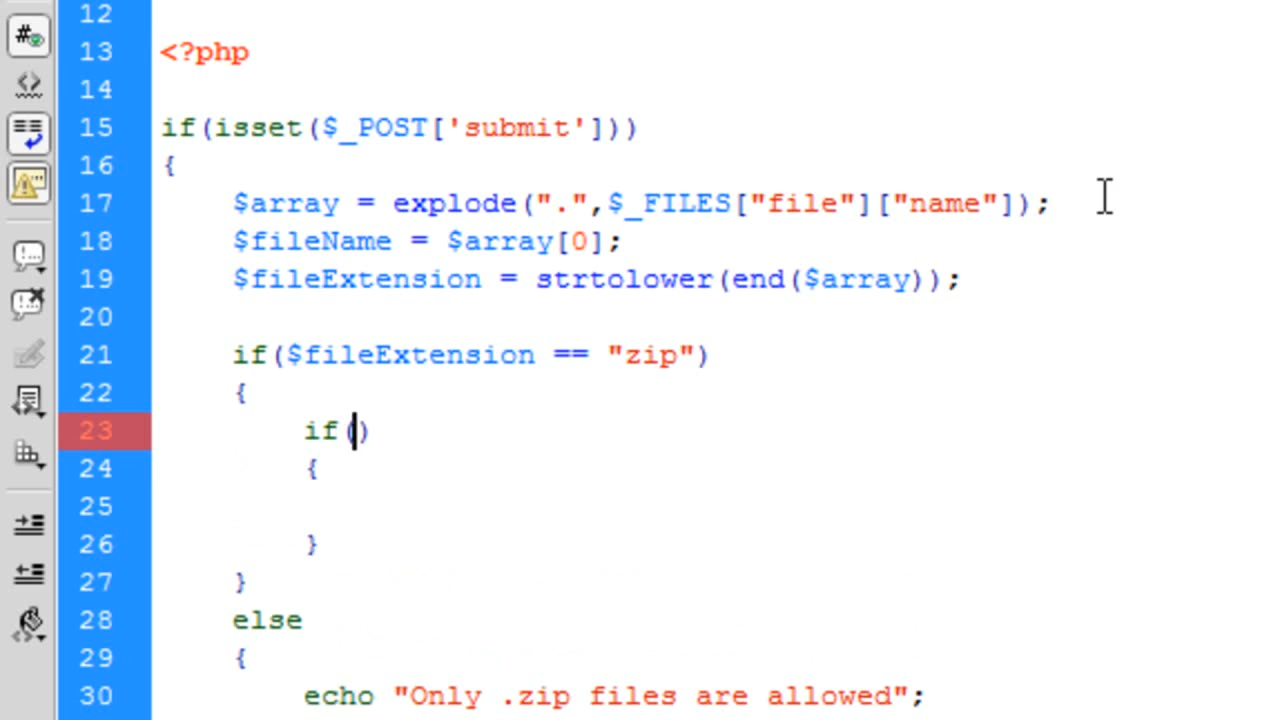 12
13 <?php
14
15 if(isset($_POST['submit']))
16 {
17 $array = explode(".",$_FILES["file"]["name"]);
18 $fileName = $array[0];
19 $fileExtension = strtolower(end($array));
20
21 if($fileExtension == "zip")
22 {
23 if()
24 {
25
26 }
27 }
28 else
29 {
30 echo "Only .zip files are allowed";